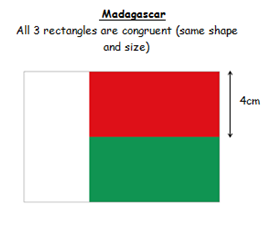 Madagascar
All 3 rectangles are congruent (same shape
and size)
4cm